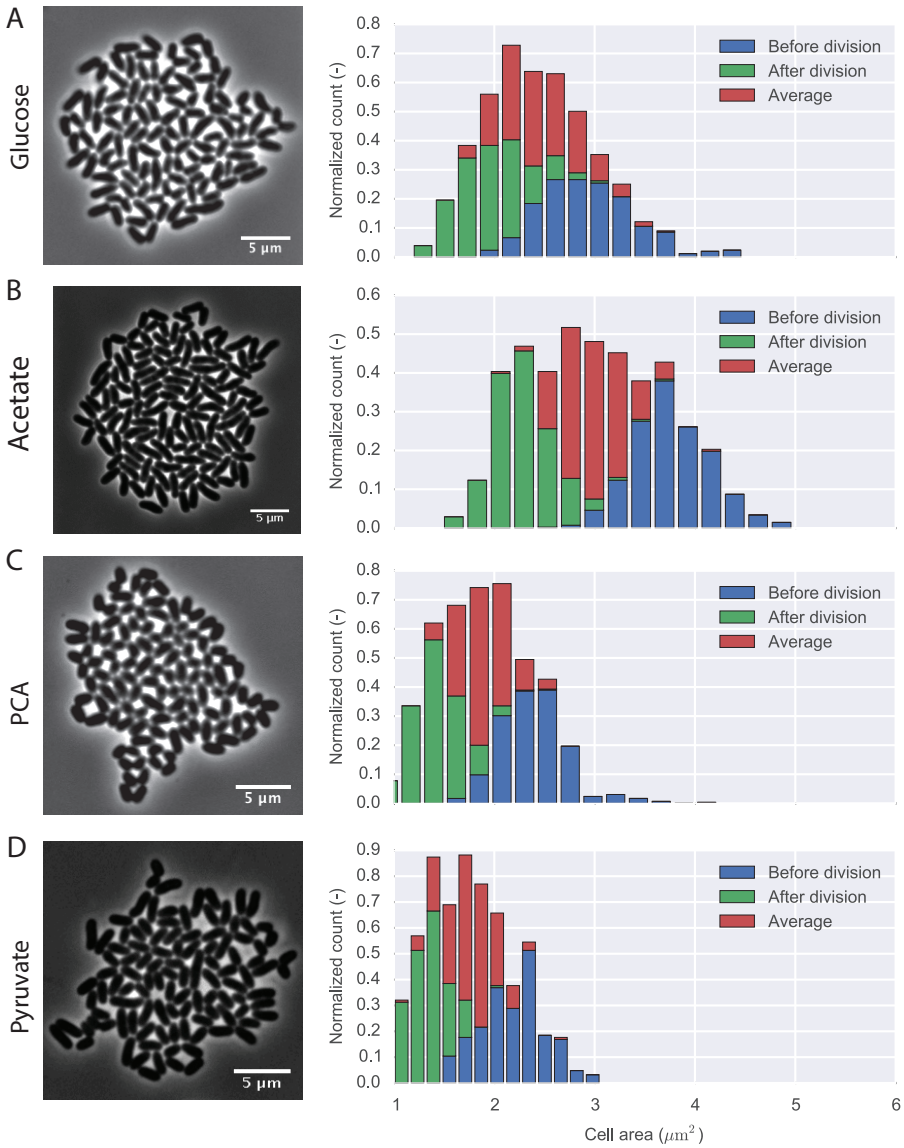 A
Glucose
5 μm
Normalized count (-)
0.8
0.7
0.6
0.5
0.4
0.3
0.2
0.1
0.0
Before division
After division
Average
B
Acetate
5 μm
Normalized count (-)
0.6
0.5
0.4
0.3
0.2
0.1
0.0
Before division
After division
Average
C
PCA
5 μm
Normalized count (-)
0.8
0.7
0.6
0.5
0.4
0.3
0.2
0.1
0.0
Before division
After division
Average
D
Pyruvate
5 μm
Normalized count (-)
0.9
0.8
0.7
0.6
0.5
0.4
0.3
0.2
0.1
0.0
Before division
After division
Average
1 2 3 4 5 6
Cell area (μm²)